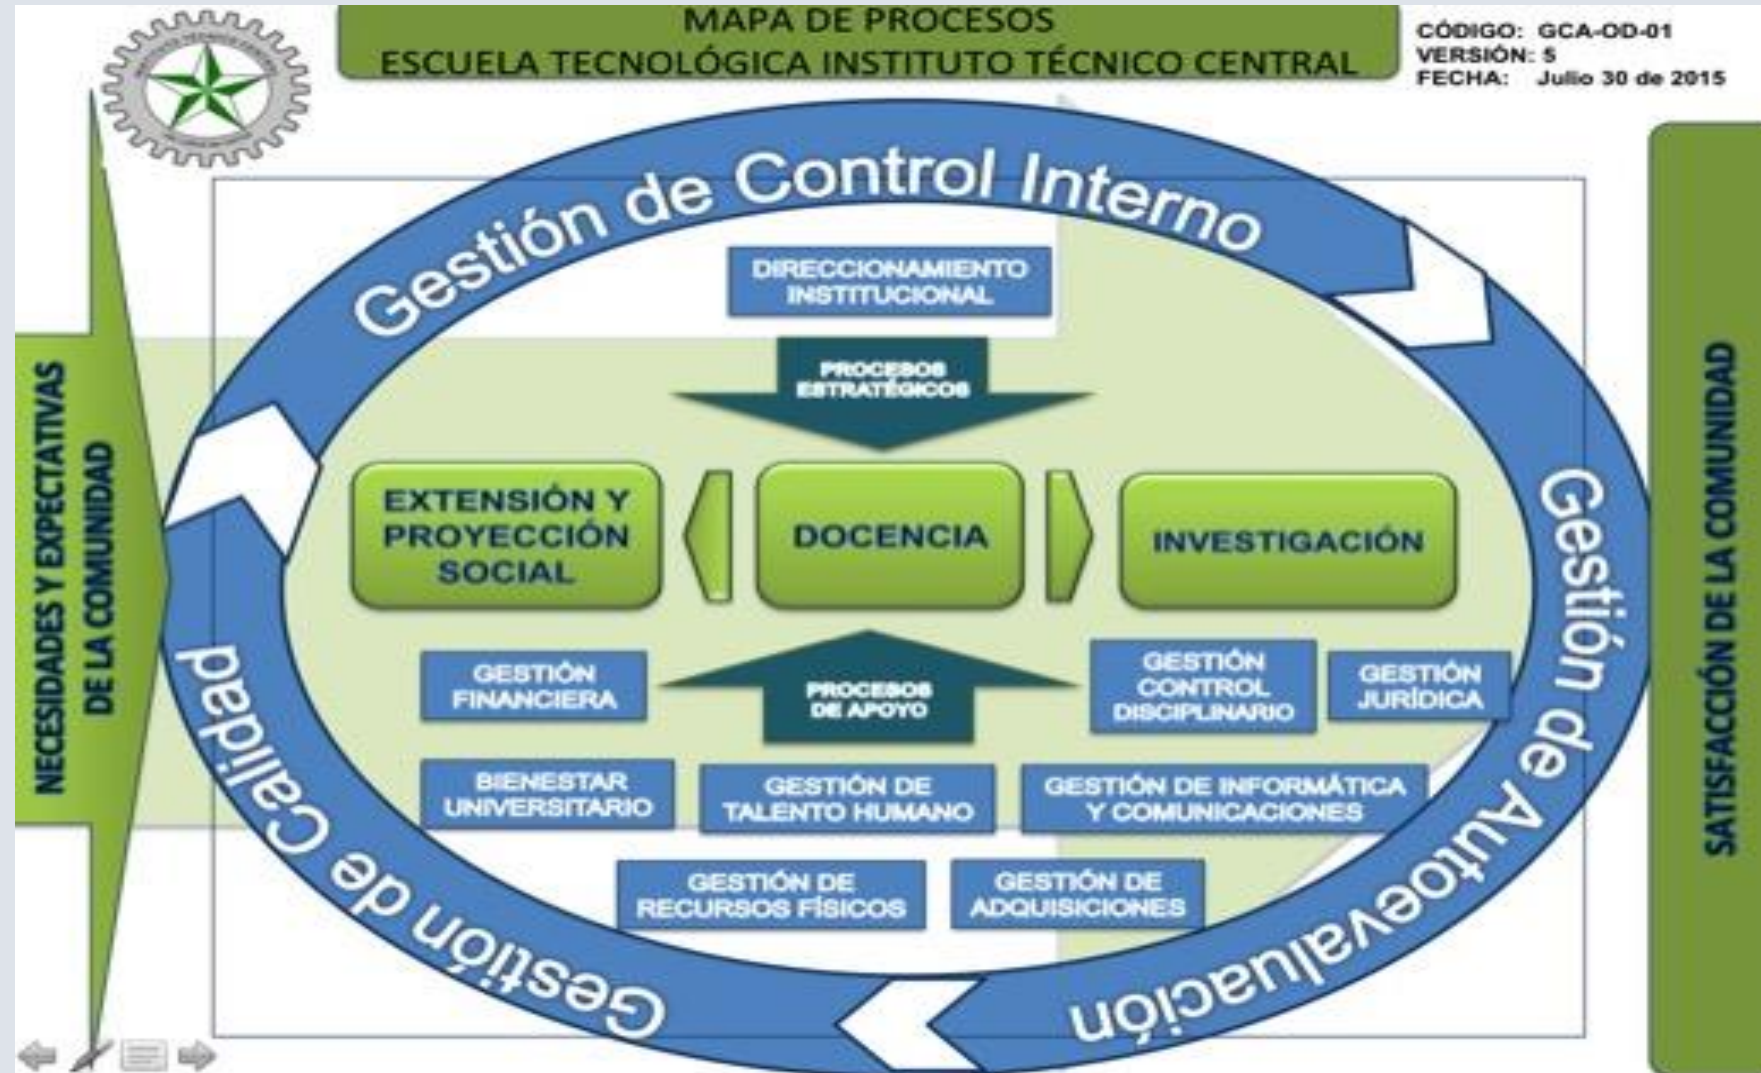 MAPA DE PROCESOS
ESCUELA TECNOLÓGICA INSTITUTO TÉCNICO CENTRAL
CÓDIGO: GCA-OD-01
VERSIÓN: 5
FECHA: Julio 30 de 2015
NECESIDADES Y EXPECTATIVAS
DE LA COMUNIDAD
Gestión de Control Interno
DIRECCIONAMIENTO
INSTITUCIONAL
PROCESOS
ESTRATÉGICOS
EXTENSIÓN Y
PROYECCIÓN
SOCIAL
DOCENCIA
INVESTIGACIÓN
PROCESOS
DE APOYO
GESTIÓN
FINANCIERA
GESTIÓN
CONTROL
DISCIPLINARIO
GESTIÓN
JURÍDICA
BIENESTAR
UNIVERSITARIO
GESTIÓN DE
TALENTO HUMANO
GESTIÓN DE INFORMÁTICA
Y COMUNICACIONES
GESTIÓN DE
RECURSOS FÍSICOS
GESTIÓN DE
ADQUISICIONES
Gestión de Autoevaluación
Gestión de Calidad
SATISFACCIÓN DE LA COMUNIDAD